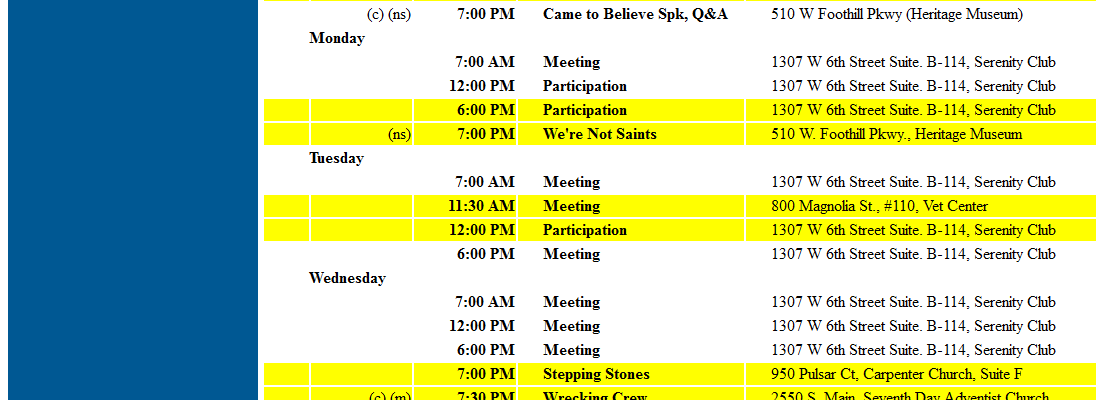 (c) (ns) 7:00 PM Came to Believe Spk, Q&A 510 W Foothill Pkwy (Heritage Museum)
Monday
7:00 AM Meeting 1307 W 6th Street Suite. B-114, Serenity Club
12:00 PM Participation 1307 W 6th Street Suite. B-114, Serenity Club
6:00 PM Participation 1307 W 6th Street Suite. B-114, Serenity Club
(ns) 7:00 PM We're Not Saints 510 W. Foothill Pkwy., Heritage Museum
Tuesday
7:00 AM Meeting 1307 W 6th Street Suite. B-114, Serenity Club
11:30 AM Meeting 800 Magnolia St., #110, Vet Center
12:00 PM Participation 1307 W 6th Street Suite. B-114, Serenity Club
6:00 PM Meeting 1307 W 6th Street Suite. B-114, Serenity Club
Wednesday
7:00 AM Meeting 1307 W 6th Street Suite. B-114, Serenity Club
12:00 PM Meeting 1307 W 6th Street Suite. B-114, Serenity Club
6:00 PM Meeting 1307 W 6th Street Suite. B-114, Serenity Club
7:00 PM Stepping Stones 950 Pulsar Ct, Carpenter Church, Suite F
(c) (m) 7:30 PM Wrecking Crew 2550 S. Main, Seventh Day Adventist Church